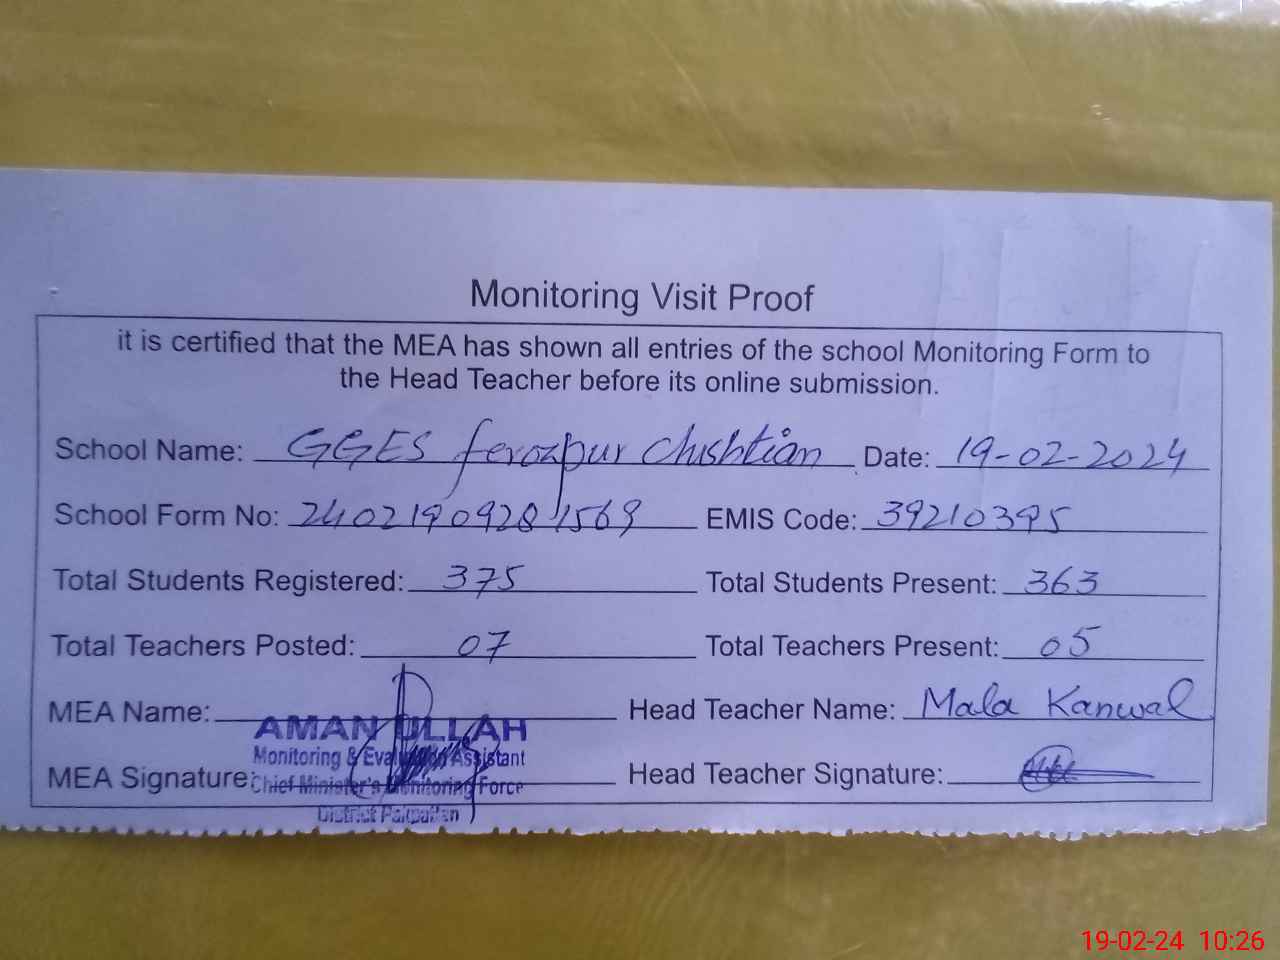 Monitoring Visit Proof
it is certified that the MEA has shown all entries of the school Monitoring Form to
the Head Teacher before its online submission.
School Name: GGES ferozpur Chishtian Date: 19-02-2024
School Form No: 24021909281569 EMIS Code: 39210395
Total Students Registered: 375 Total Students Present: 363
Total Teachers Posted: 07 Total Teachers Present: 05
MEA Name: Head Teacher Name: Mala Kanwal
AMAN ULLAH
Monitoring & Evaluation Assistant
MEA Signature: Head Teacher Signature:
Chief Minister's Monitoring Force
District Pakpattan
19-02-24 10:26